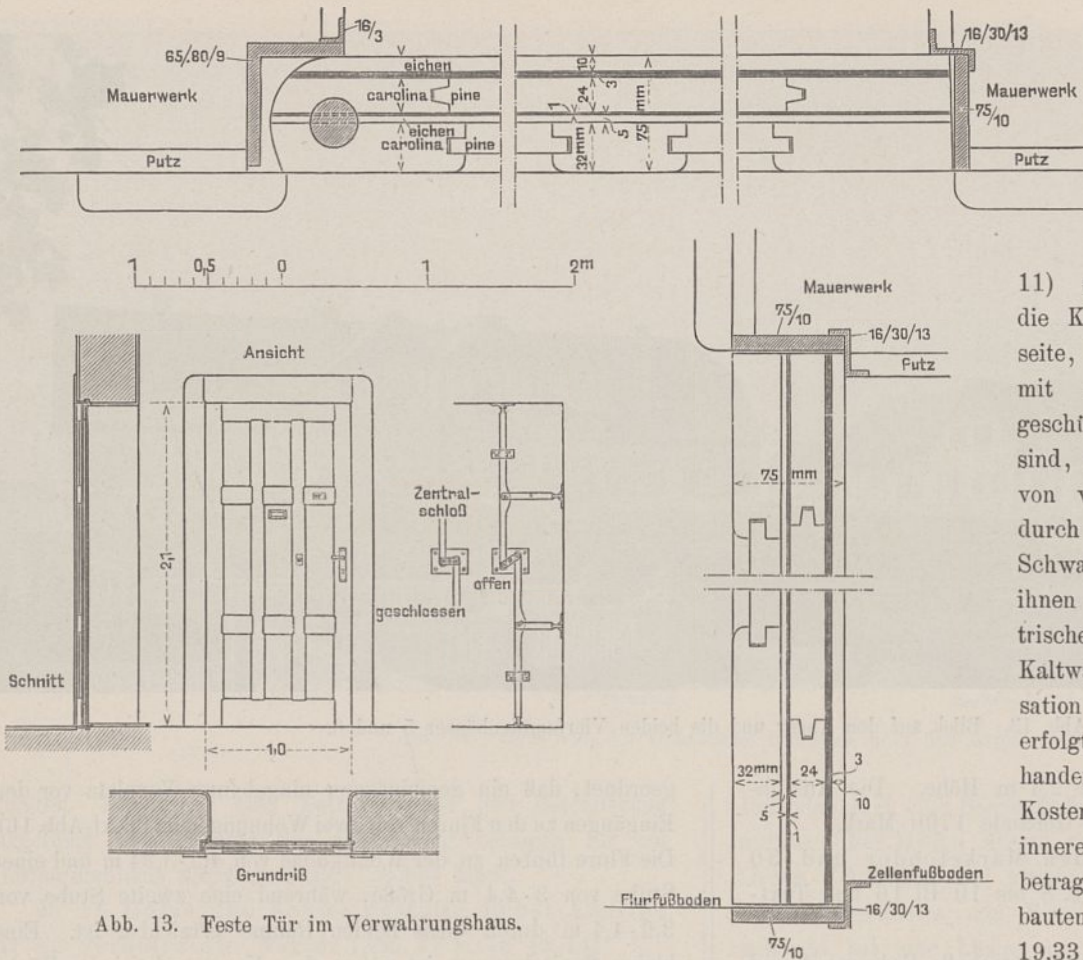 16/3
65/80/9
16/30/13
eichen
10
Mauerwerk
carolina pine
3
24
mm
Mauerwerk
1
75/10
eichen
carolina pine
5
32mm
75
Putz
Putz
1 0,5 0 1 2m
Ansicht
Mauerwerk
75/10
16/30/13
Putz
2,1
Zentral-
schloß
offen
geschlossen
75 mm
Schnitt
1,0
32mm
24
3
10
5
1
Grundriß
Zellenfußboden
Flurfußboden
16/30/13
75/10
Abb. 13. Feste Tür im Verwahrungshaus.
11)
die K
seite,
mit
sind,
von v
durch
Schwa
ihnen
trische
Kaltw
sation
erfolgt
hande
Kosten
innere
betrag
bauten
19,33